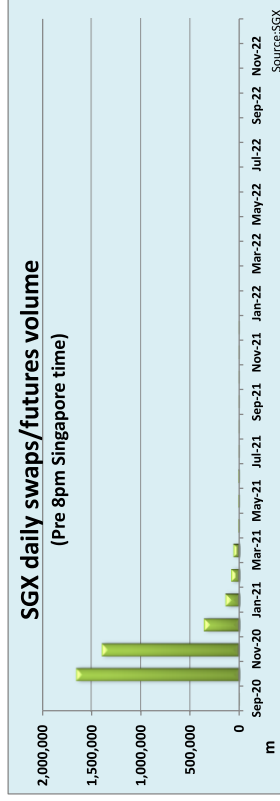 SGX daily swaps/futures volume
(Pre 8pm Singapore time)
2,000,000
1,500,000
1,000,000
500,000
0
m
Sep-20 Nov-20 Jan-21 Mar-21 May-21 Jul-21 Sep-21 Nov-21 Jan-22 Mar-22 May-22 Jul-22 Sep-22 Nov-22
Source:SGX